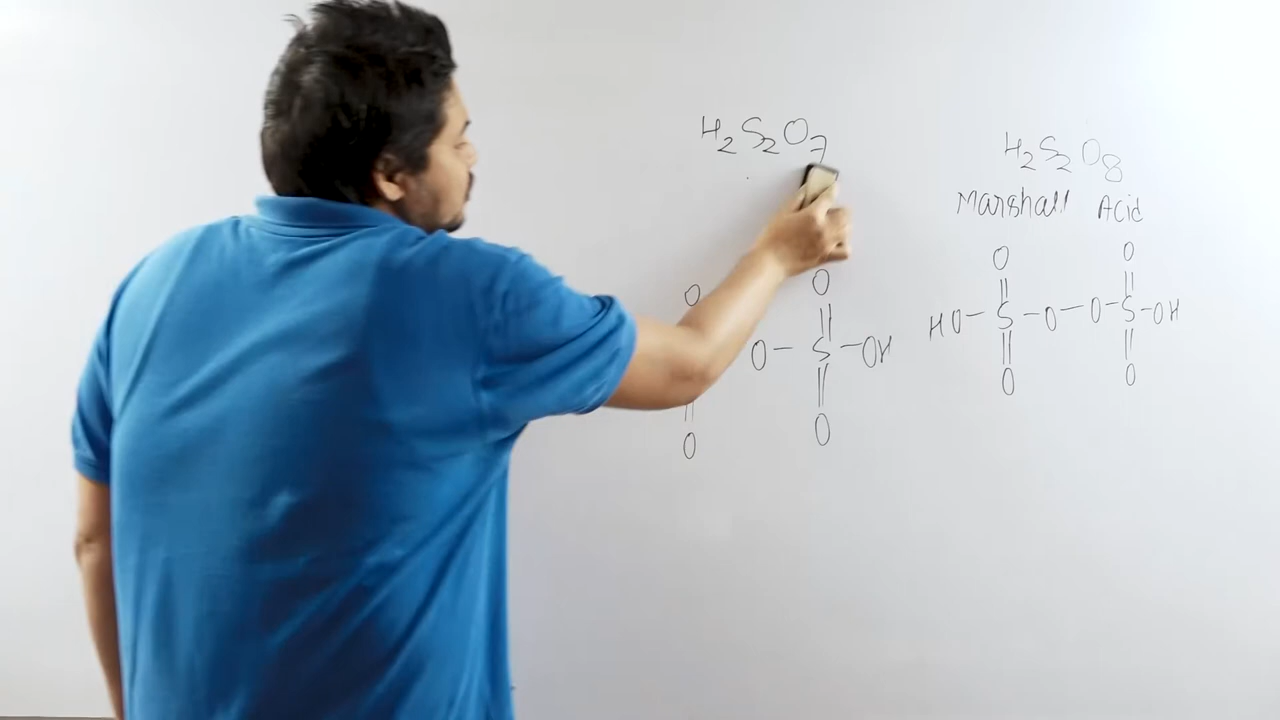 H2S2O7
O O
O – S – OH
O O
H2S2O8
Marshall Acid
O O
HO – S – O – O – S – OH
O O